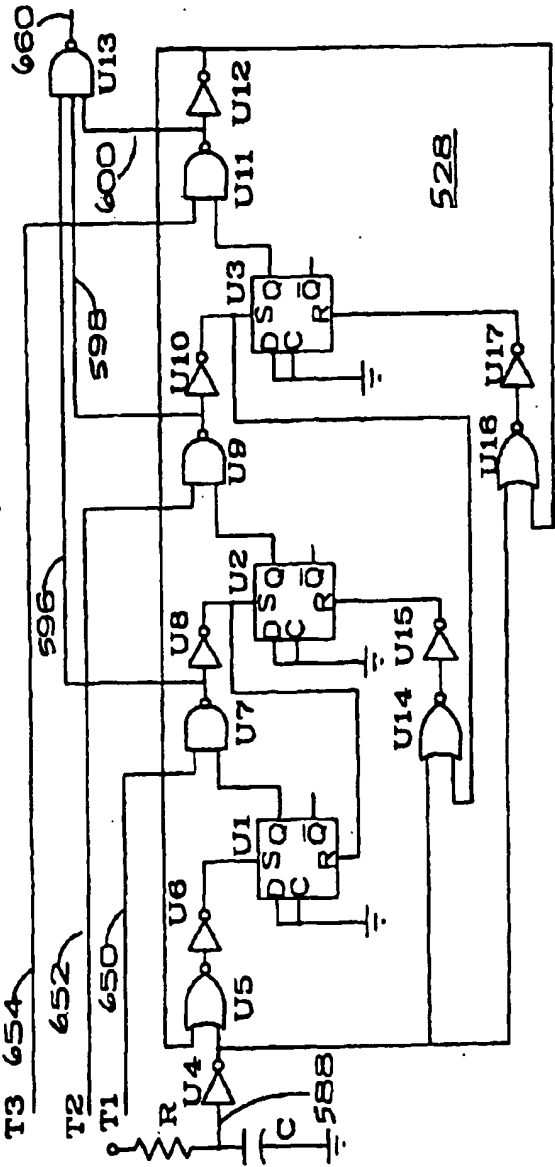 660
U13
T3 654
596
598
600
T2 652
T1 650
U12
U11
U10
U9
U8
U7
U6
U5
U4
R
C
588
U1
S Q
D
C Q̅
R
U2
S Q
D
C Q̅
R
U3
S Q
D
C Q̅
R
U14
U15
U16
U17
528